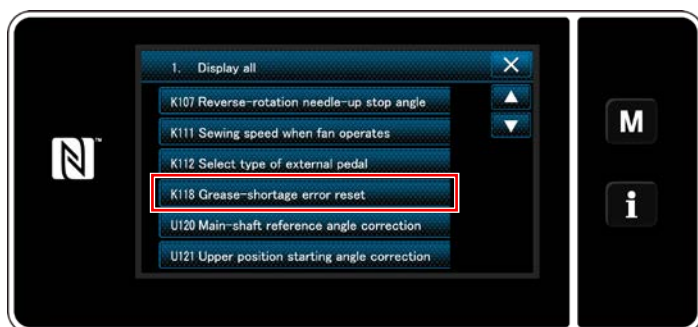 1. Display all
K107 Reverse-rotation needle-up stop angle
K111 Sewing speed when fan operates
K112 Select type of external pedal
K118 Grease-shortage error reset
U120 Main-shaft reference angle correction
U121 Upper position starting angle correction
M
i